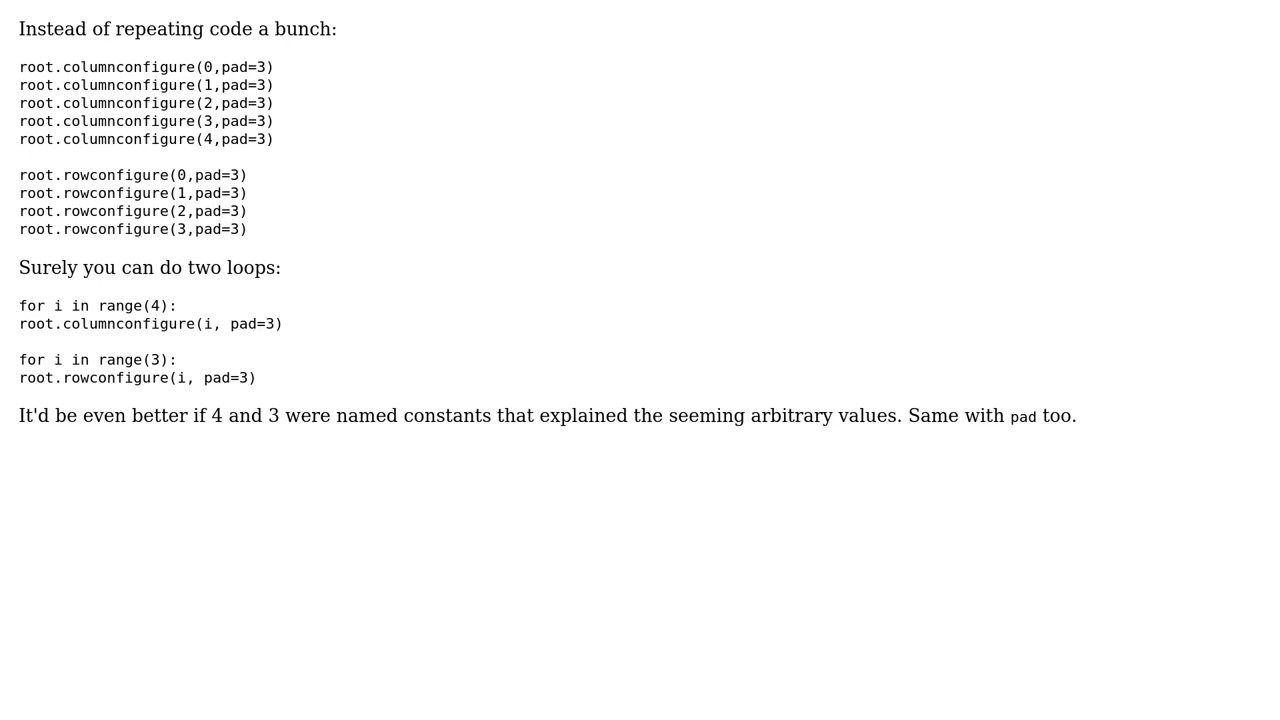 Instead of repeating code a bunch:
root.columnconfigure(0,pad=3)
root.columnconfigure(1,pad=3)
root.columnconfigure(2,pad=3)
root.columnconfigure(3,pad=3)
root.columnconfigure(4,pad=3)
root.rowconfigure(0,pad=3)
root.rowconfigure(1,pad=3)
root.rowconfigure(2,pad=3)
root.rowconfigure(3,pad=3)
Surely you can do two loops:
for i in range(4):
root.columnconfigure(i, pad=3)
for i in range(3):
root.rowconfigure(i, pad=3)
It'd be even better if 4 and 3 were named constants that explained the seeming arbitrary values. Same with pad too.